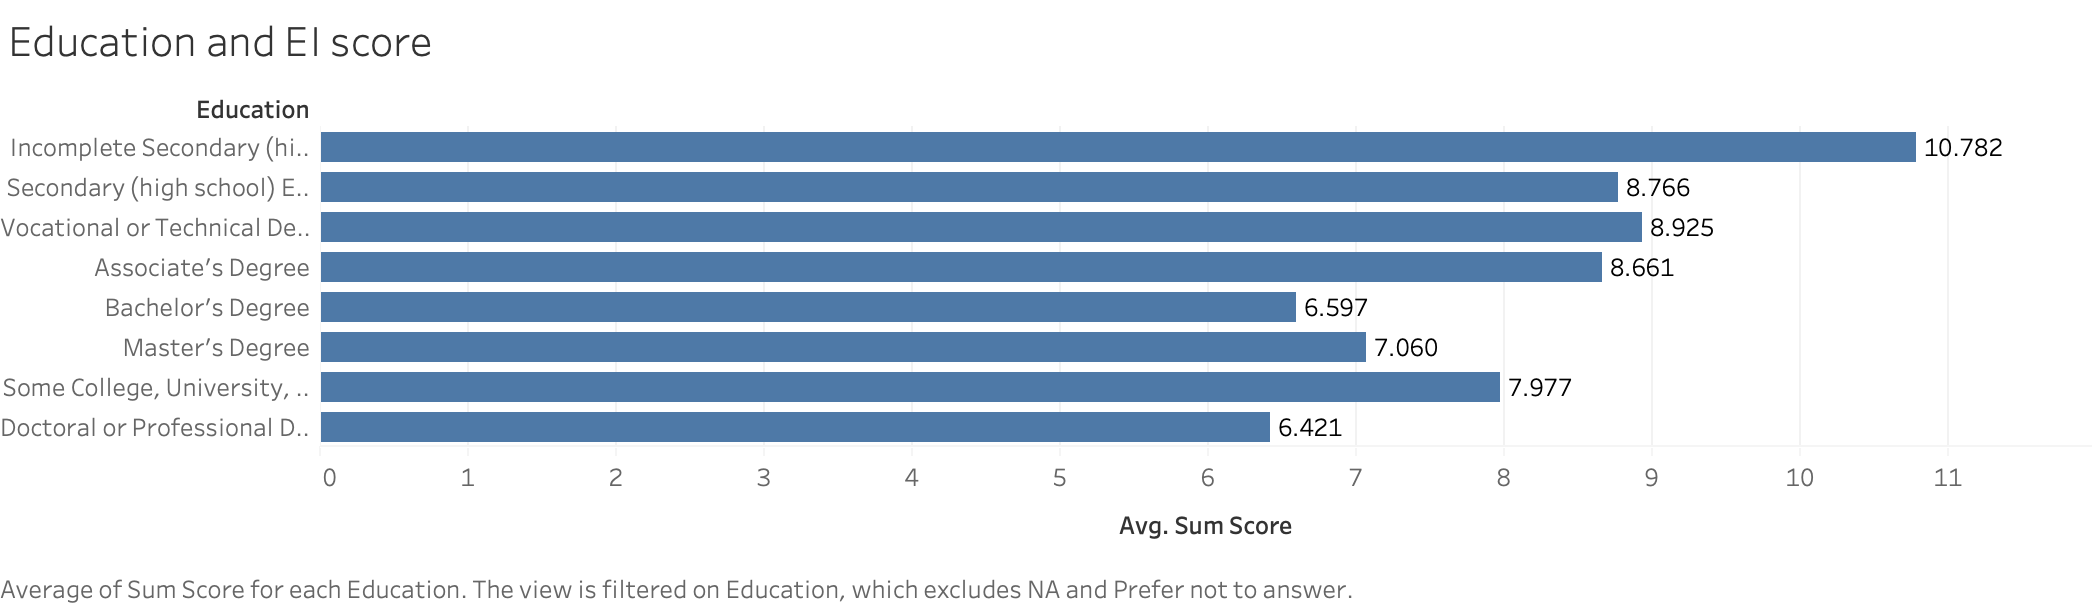 Education and EI score
Education
Incomplete Secondary (hi.. 10.782
Secondary (high school) E.. 8.766
Vocational or Technical De.. 8.925
Associate’s Degree 8.661
Bachelor’s Degree 6.597
Master’s Degree 7.060
Some College, University, .. 7.977
Doctoral or Professional D.. 6.421
0 1 2 3 4 5 6 7 8 9 10 11
Avg. Sum Score
Average of Sum Score for each Education. The view is filtered on Education, which excludes NA and Prefer not to answer.